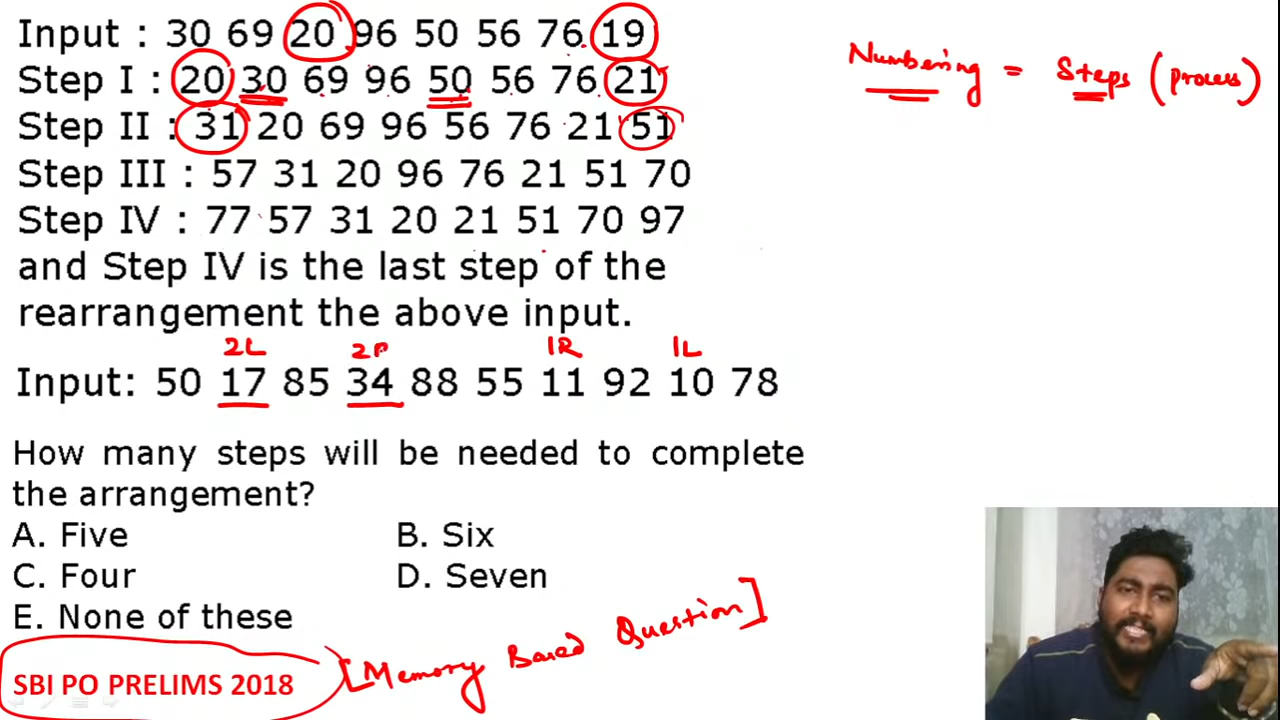 Input : 30 69 20 96 50 56 76 19
Numbering = Steps (process)
Step I : 20 30 69 96 50 56 76 21
Step II : 31 20 69 96 56 76 21 51
Step III : 57 31 20 96 76 21 51 70
Step IV : 77 57 31 20 21 51 70 97
and Step IV is the last step of the
rearrangement the above input.
2L 2R 1R 1L
Input: 50 17 85 34 88 55 11 92 10 78
How many steps will be needed to complete
the arrangement?
A. Five B. Six
C. Four D. Seven
E. None of these
[Memory Based Question]
SBI PO PRELIMS 2018